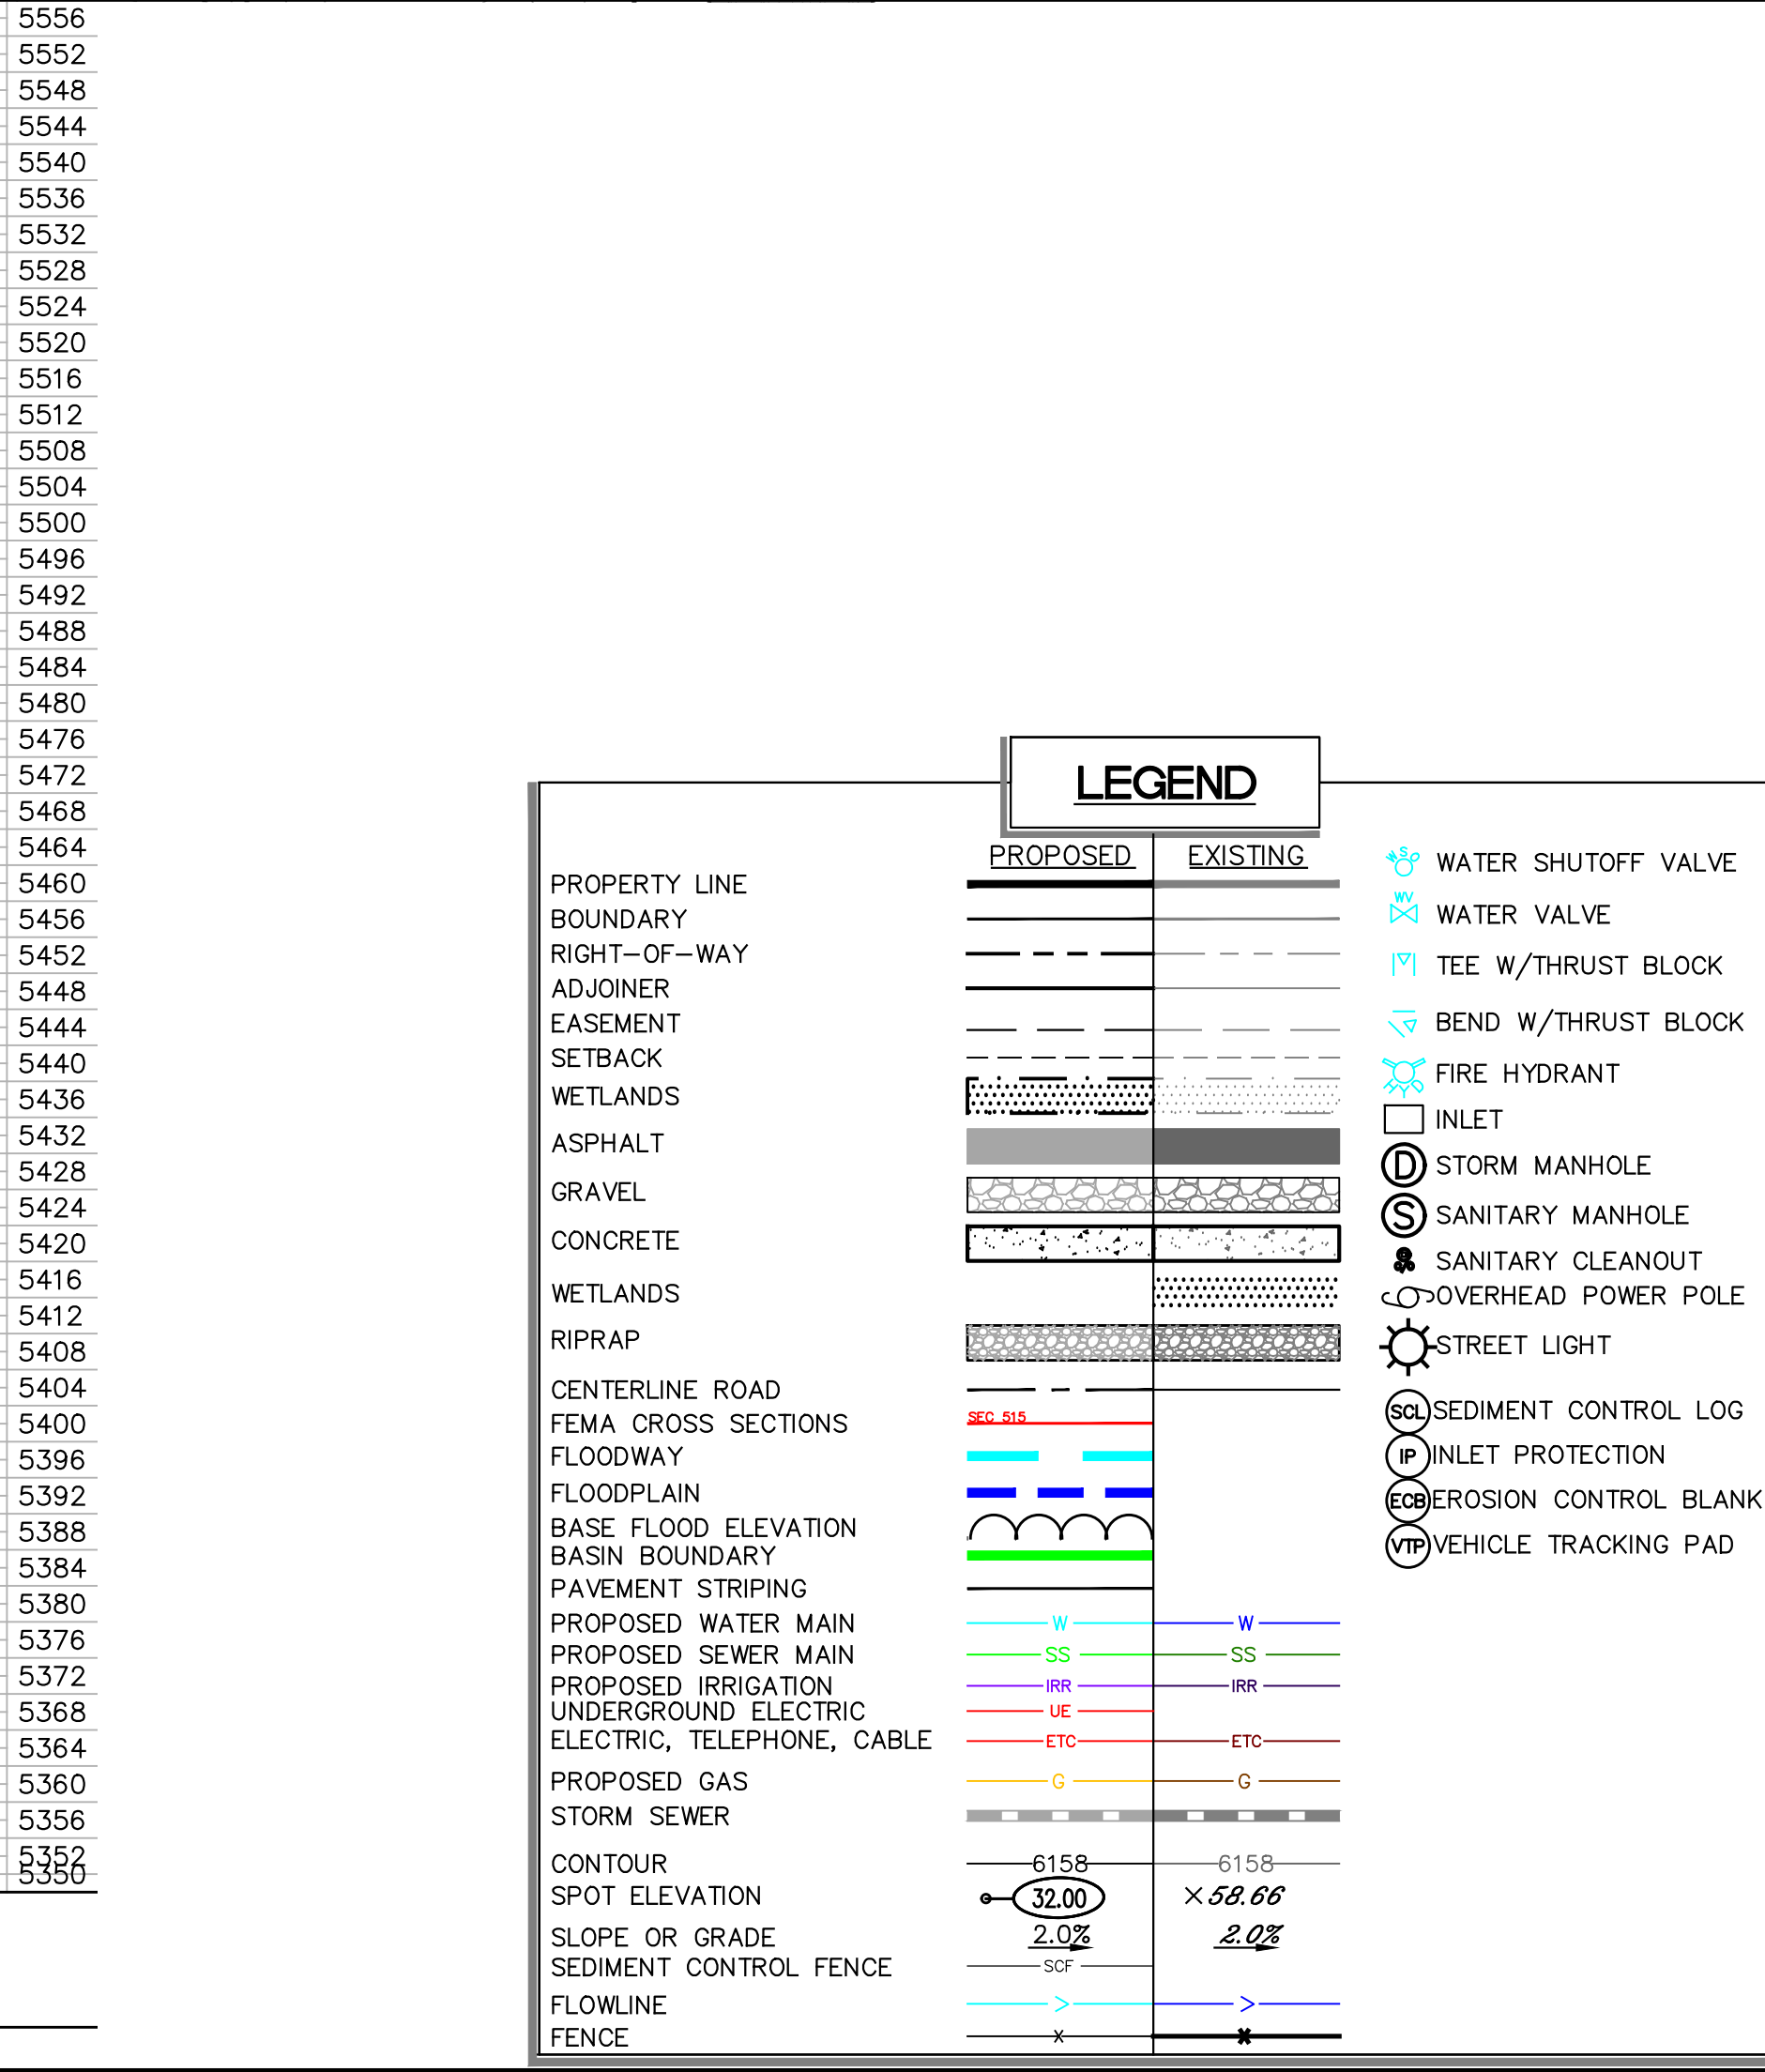 5556
5552
5548
5544
5540
5536
5532
5528
5524
5520
5516
5512
5508
5504
5500
5496
5492
5488
5484
5480
5476
5472
5468
5464
5460
5456
5452
5448
5444
5440
5436
5432
5428
5424
5420
5416
5412
5408
5404
5400
5396
5392
5388
5384
5380
5376
5372
5368
5364
5360
5356
5352
5350
LEGEND
PROPOSED EXISTING
PROPERTY LINE
BOUNDARY
RIGHT-OF-WAY
ADJOINER
EASEMENT
SETBACK
WETLANDS
ASPHALT
GRAVEL
CONCRETE
WETLANDS
RIPRAP
CENTERLINE ROAD
FEMA CROSS SECTIONS SEC 515
FLOODWAY
FLOODPLAIN
BASE FLOOD ELEVATION
BASIN BOUNDARY
PAVEMENT STRIPING
PROPOSED WATER MAIN W W
PROPOSED SEWER MAIN SS SS
PROPOSED IRRIGATION IRR IRR
UNDERGROUND ELECTRIC UE
ELECTRIC, TELEPHONE, CABLE ETC ETC
PROPOSED GAS G G
STORM SEWER
CONTOUR 6158 6158
SPOT ELEVATION 32.00 ×58.66
SLOPE OR GRADE 2.0% 2.0%
SEDIMENT CONTROL FENCE SCF
FLOWLINE > >
FENCE x x
WSO WATER SHUTOFF VALVE
WV WATER VALVE
TEE W/THRUST BLOCK
BEND W/THRUST BLOCK
HYD FIRE HYDRANT
INLET
D STORM MANHOLE
S SANITARY MANHOLE
SANITARY CLEANOUT
OVERHEAD POWER POLE
STREET LIGHT
SCL SEDIMENT CONTROL LOG
IP INLET PROTECTION
ECB EROSION CONTROL BLANK
VTP VEHICLE TRACKING PAD